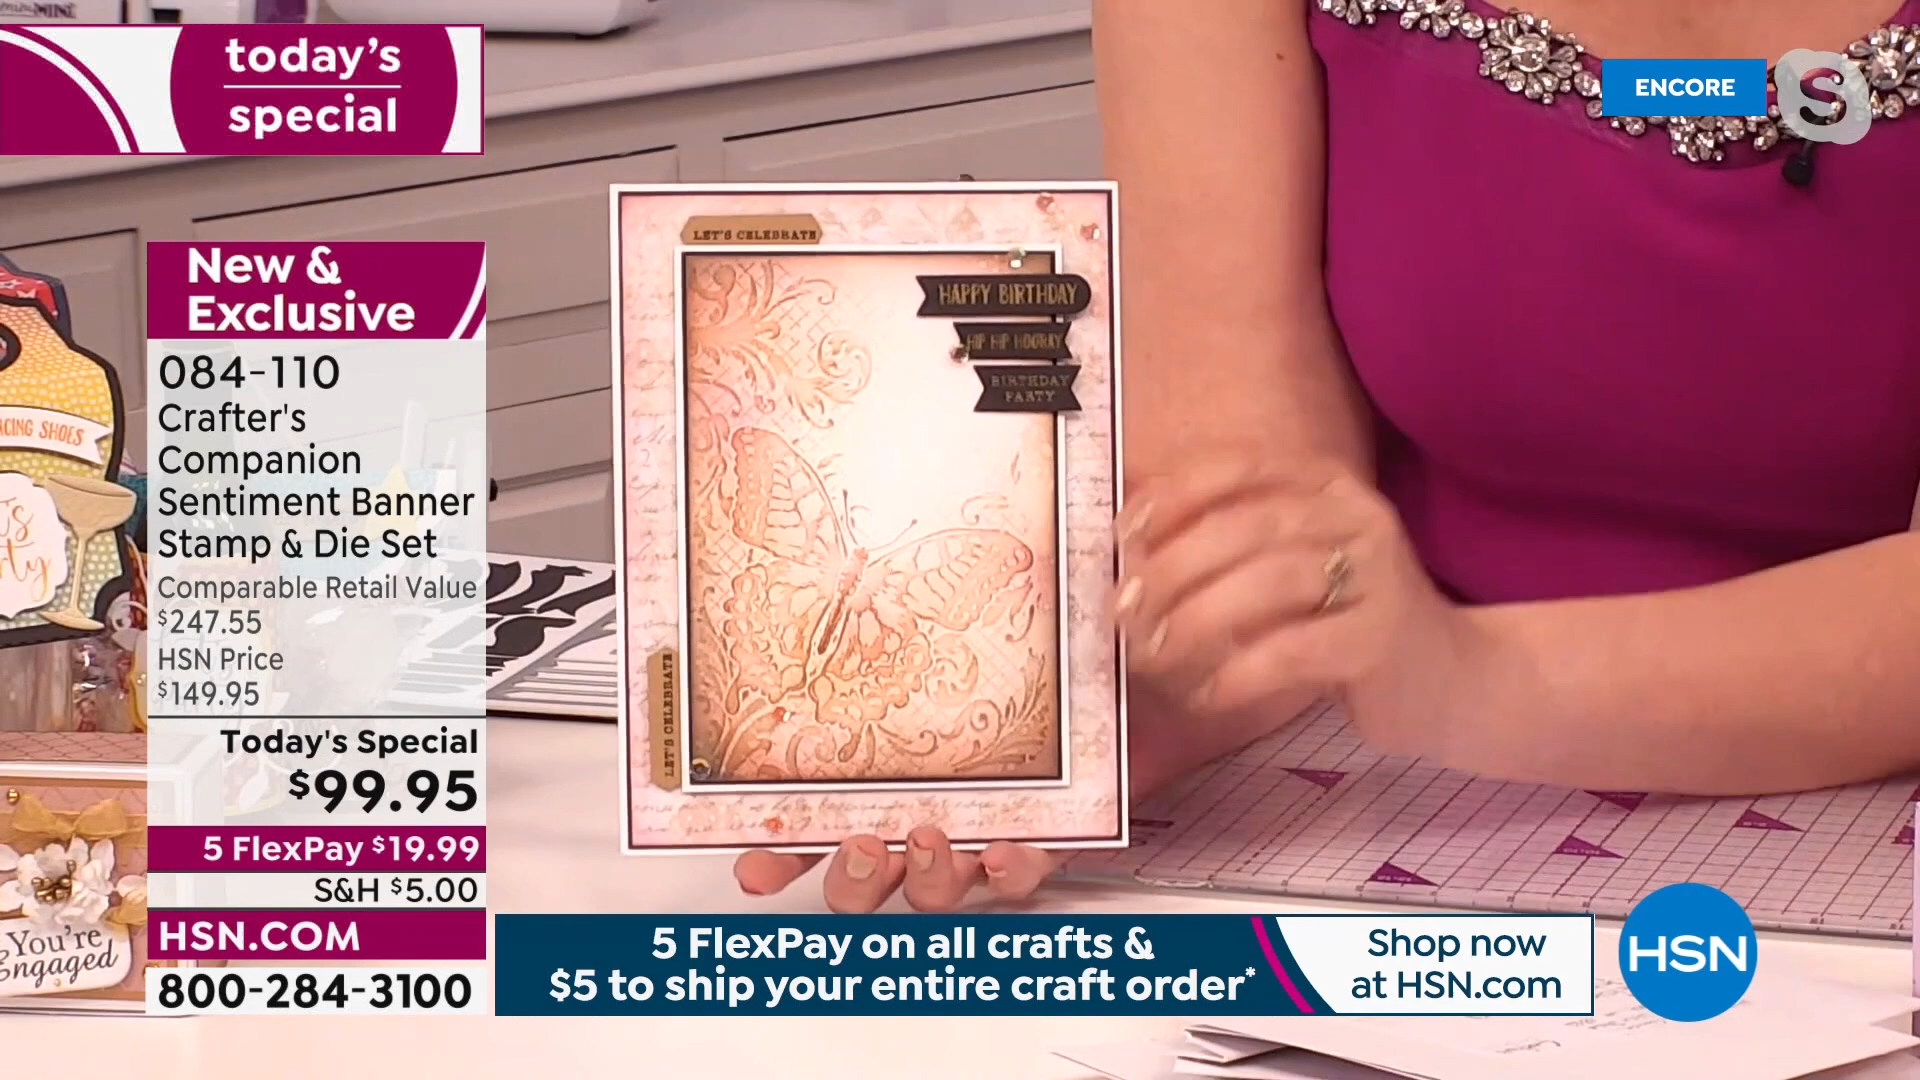 today's
special
ENCORE
New &
Exclusive
084-110
Crafter's
Companion
Sentiment Banner
Stamp & Die Set
Comparable Retail Value
$247.55
HSN Price
$149.95
Today's Special
$99.95
5 FlexPay $19.99
S&H $5.00
HSN.COM
800-284-3100
LET'S CELEBRATE
HAPPY BIRTHDAY
HIP HIP HOORAY
BIRTHDAY
PARTY
LET'S CELEBRATE
SHOES
You're
Engaged
5 FlexPay on all crafts &
$5 to ship your entire craft order*
Shop now
at HSN.com
HSN
S